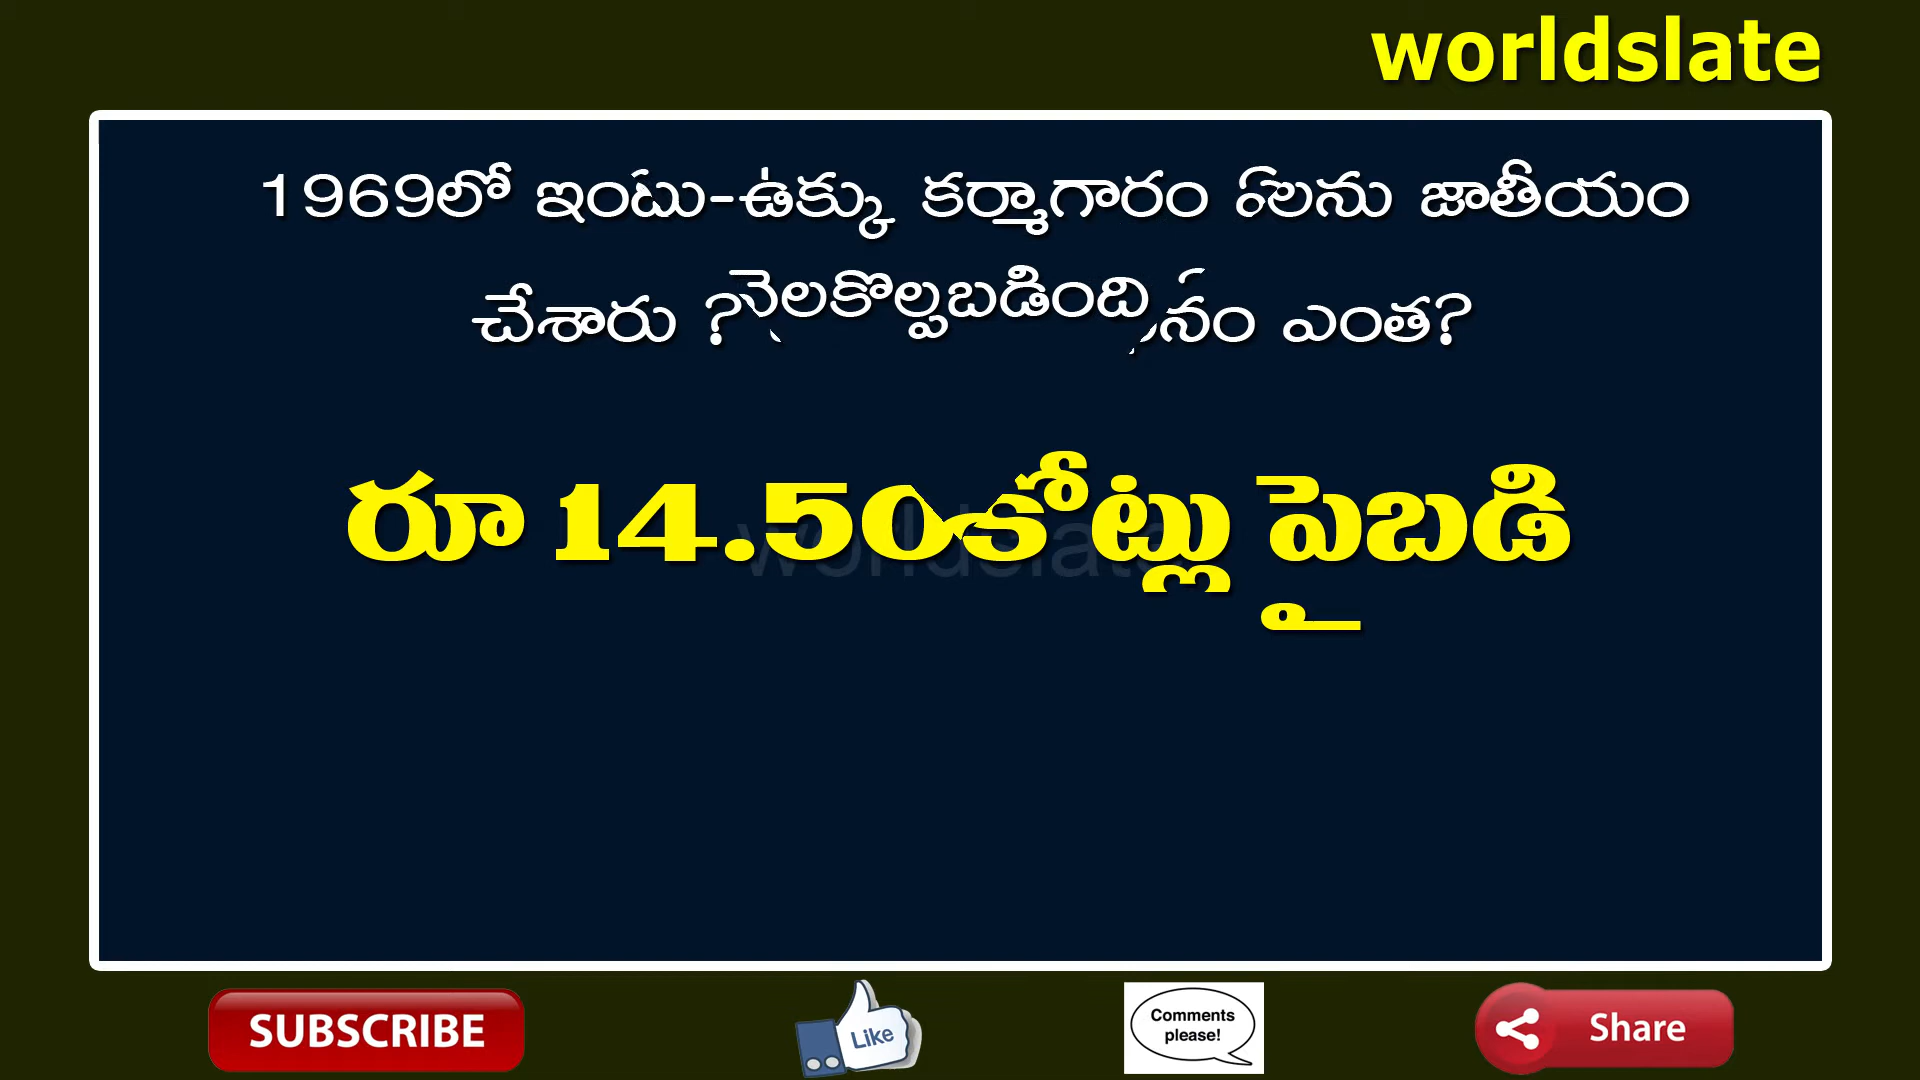 worldslate
1969లో ఉక్కు కర్మాగారం జాతీయం
చేశారు ? నెలకొల్పబడింది ఎంత?
రూ 14.50కోట్లు పైబడి
SUBSCRIBE
Like
Comments
please!
Share